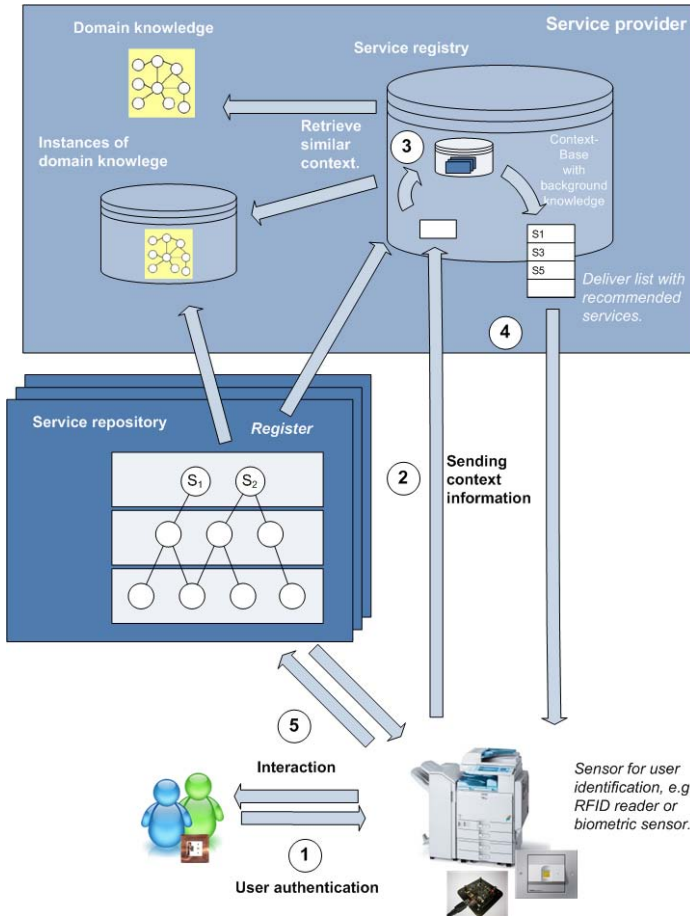 Domain knowledge
Service provider
Service registry
Instances of
domain knowlege
Retrieve
similar
context.
3
Context-
Base
with
background
knowledge
S1
S3
S5
Deliver list with
recommended
services.
4
Service repository
Register
S1
S2
2
Sending
context
information
5
Interaction
Sensor for user
identification, e.g
RFID reader or
biometric sensor.
1
User authentication